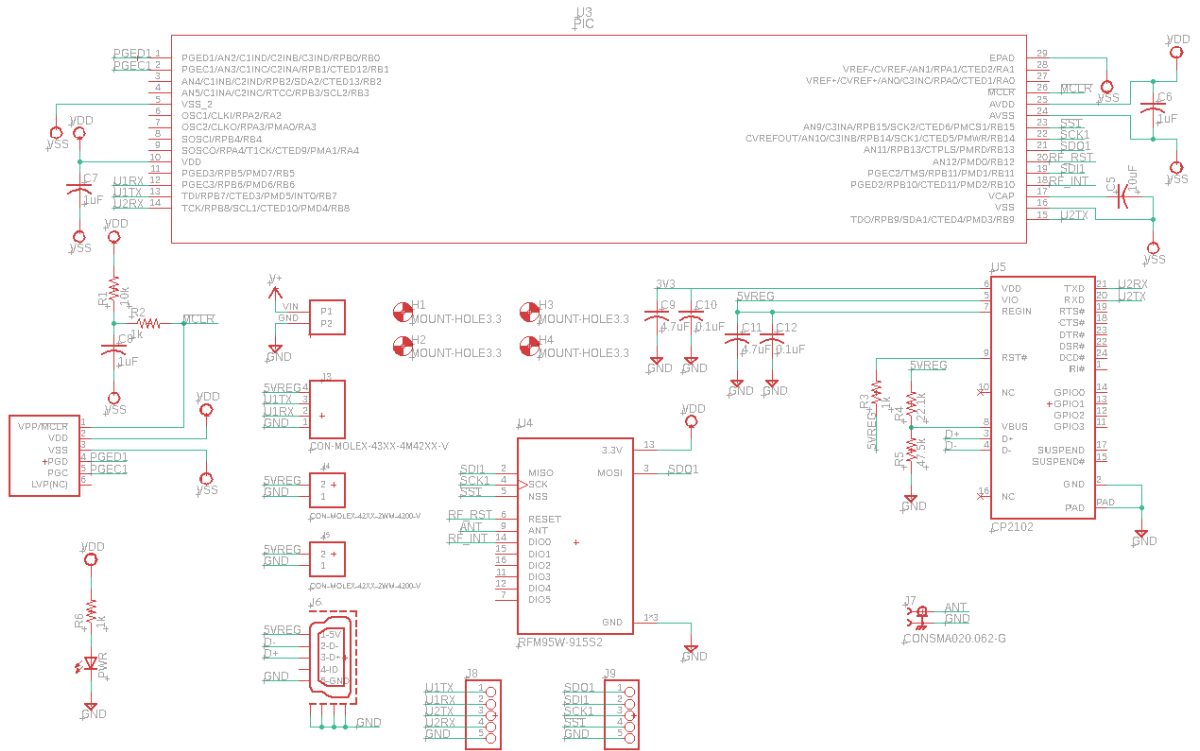 U3
PIC
PGED1 1 PGED1/AN2/C1IND/C2INB/C3IND/RPB0/RB0
PGEC1 2 PGEC1/AN3/C1INC/C2INA/RPB1/CTED12/RB1
3 AN4/C1INB/C2IND/RPB2/SDA2/CTED13/RB2
4 AN5/C1INA/C2INC/RTCC/RPB3/SCL2/RB3
5 VSS_2
6 OSC1/CLKI/RPA2/RA2
7 OSC2/CLKO/RPA3/PMA0/RA3
8 SOSCI/RPB4/RB4
9 SOSCO/RPA4/T1CK/CTED9/PMA1/RA4
10 VDD
11 PGED3/RPB5/PMD7/RB5
U1RX 12 PGEC3/RPB6/PMD6/RB6
U1TX 13 TDI/RPB7/CTED3/PMD5/INT0/RB7
U2RX 14 TCK/RPB8/SCL1/CTED10/PMD4/RB8
EPAD 29
VREF-/CVREF-/AN1/RPA1/CTED2/RA1 28
VREF+/CVREF+/AN0/C3INC/RPA0/CTED1/RA0 27
MCLR 26 MCLR
AVDD 25
AVSS 24
AN9/C3INA/RPB15/SCK2/CTED6/PMCS1/RB15 23 SST
CVREFOUT/AN10/C3INB/RPB14/SCK1/CTED5/PMWR/RB14 22 SCK1
AN11/RPB13/CTPLS/PMRD/RB13 21 SDO1
AN12/PMD0/RB12 20 RF_RST
PGEC2/TMS/RPB11/PMD1/RB11 19 SDI1
PGED2/RPB10/CTED11/PMD2/RB10 18 RF_INT
VCAP 17
VSS 16
TDO/RPB9/SDA1/CTED4/PMD3/RB9 15 U2TX
VSS
VDD
C6
1uF
VSS
C5
10uF
VSS
VSS
VDD
C7
1uF
VSS
VDD
R1
10k
R2
1k
MCLR
C8
1uF
VSS
VPP/MCLR 1
VDD 2
VSS 3
PGD 4 PGED1
PGC 5 PGEC1
LVP(NC) 6
VDD
VSS
VDD
R6
1k
PWR
GND
V+
VIN P1
GND P2
GND
J3
5VREG 4
U1TX 3
U1RX 2
GND 1
CON-MOLEX-43XX-4M42XX-V
J4
5VREG 2
GND 1
CON-MOLEX-42XX-2WM-4200-V
J5
5VREG 2
GND 1
CON-MOLEX-42XX-2WM-4200-V
J6
5VREG 1-5V
D- 2-D-
D+ 3-D+
4-ID
GND 5-GND
GND
H1
MOUNT-HOLE3.3
H2
MOUNT-HOLE3.3
H3
MOUNT-HOLE3.3
H4
MOUNT-HOLE3.3
U4
SDI1 2 MISO
SCK1 4 SCK
SST 5 NSS
RF_RST 6 RESET
ANT 9 ANT
RF_INT 14 DIO0
15 DIO1
16 DIO2
11 DIO3
12 DIO4
7 DIO5
3.3V 13
MOSI 3 SDO1
GND 1*3
RFM95W-915S2
VDD
GND
J8
U1TX 1
U1RX 2
U2TX 3
U2RX 4
GND 5
J9
SDO1 1
SDI1 2
SCK1 3
SST 4
GND 5
3V3
C9
4.7uF
C10
0.1uF
GND
GND
5VREG
C11
4.7uF
C12
0.1uF
GND
GND
U5
6 VDD
5 VIO
7 REGIN
9 RST#
10 NC
8 VBUS
D+ 3 D+
D- 4 D-
16 NC
TXD 21 U2RX
RXD 20 U2TX
RTS# 19
CTS# 18
DTR# 23
DSR# 22
DCD# 24
RI# 1
GPIO0 14
GPIO1 13
GPIO2 12
GPIO3 11
SUSPEND 17
SUSPEND# 15
GND 2
PAD PAD
CP2102
GND
R3
1k
5VREG
5VREG
R4
22.1k
R5
47.5k
GND
J7
ANT
GND
CONSMA020.062-G